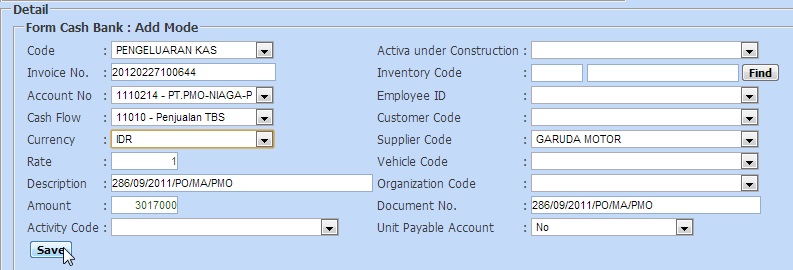 Detail
Form Cash Bank : Add Mode
Code : PENGELUARAN KAS
Activa under Construction :
Invoice No. : 20120227100644
Inventory Code : Find
Account No : 1110214 - PT.PMO-NIAGA-P
Employee ID :
Cash Flow : 11010 - Penjualan TBS
Customer Code :
Currency : IDR
Supplier Code : GARUDA MOTOR
Rate : 1
Vehicle Code :
Description : 286/09/2011/PO/MA/PMO
Organization Code :
Amount : 3017000
Document No. : 286/09/2011/PO/MA/PMO
Activity Code :
Unit Payable Account : No
Save